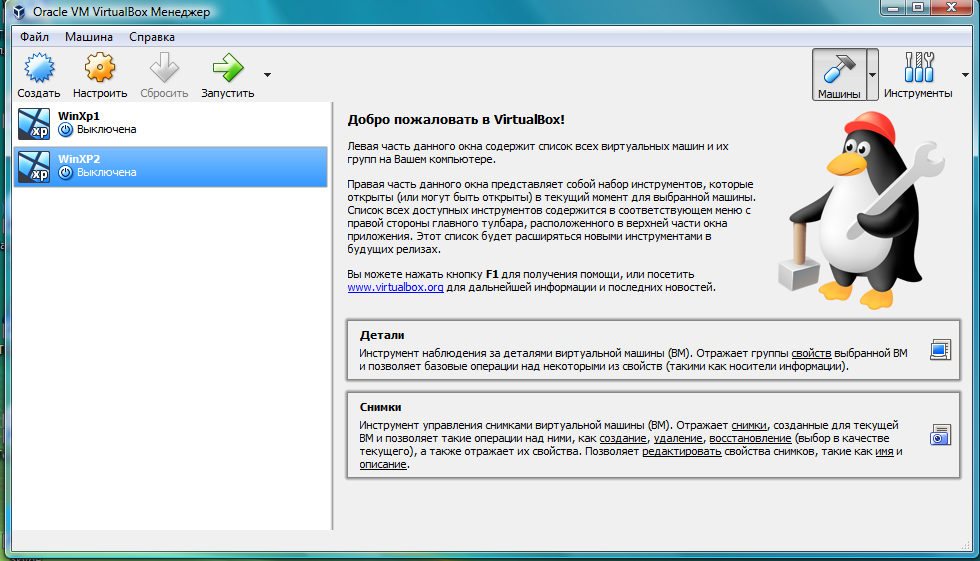 Oracle VM VirtualBox Менеджер
Файл Машина Справка
Создать Настроить Сбросить Запустить Машины Инструменты
WinXp1
Выключена
WinXP2
Выключена
Добро пожаловать в VirtualBox!
Левая часть данного окна содержит список всех виртуальных машин и их
групп на Вашем компьютере.
Правая часть данного окна представляет собой набор инструментов, которые
открыты (или могут быть открыты) в текущий момент для выбранной машины.
Список всех доступных инструментов содержится в соответствующем меню с
правой стороны главного тулбара, расположенного в верхней части окна
приложения. Этот список будет расширяться новыми инструментами в
будущих релизах.
Вы можете нажать кнопку F1 для получения помощи, или посетить
www.virtualbox.org для дальнейшей информации и последних новостей.
Детали
Инструмент наблюдения за деталями виртуальной машины (ВМ). Отражает группы свойств выбранной ВМ
и позволяет базовые операции над некоторыми из свойств (такими как носители информации).
Снимки
Инструмент управления снимками виртуальной машины (ВМ). Отражает снимки, созданные для текущей
ВМ и позволяет такие операции над ними, как создание, удаление, восстановление (выбор в качестве
текущего), а также отражает их свойства. Позволяет редактировать свойства снимков, такие как имя и
описание.